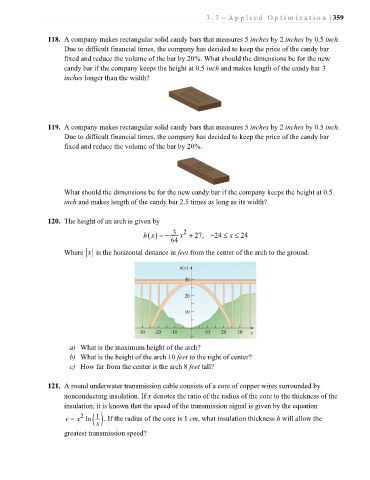 3.3 – Applied Optimization | 359
118. A company makes rectangular solid candy bars that measures 5 inches by 2 inches by 0.5 inch.
Due to difficult financial times, the company has decided to keep the price of the candy bar
fixed and reduce the volume of the bar by 20%. What should the dimensions be for the new
candy bar if the company keeps the height at 0.5 inch and makes length of the candy bar 3
inches longer than the width?
119. A company makes rectangular solid candy bars that measures 5 inches by 2 inches by 0.5 inch.
Due to difficult financial times, the company has decided to keep the price of the candy bar
fixed and reduce the volume of the bar by 20%.
What should the dimensions be for the new candy bar if the company keeps the height at 0.5
inch and makes length of the candy bar 2.5 times as long as its width?
120. The height of an arch is given by
h(x) = −3/64 x² + 27, −24 ≤ x ≤ 24
Where |x| is the horizontal distance in feet from the center of the arch to the ground.
h(x)
30
20
10
-30 -20 -10 10 20 30 x
a) What is the maximum height of the arch?
b) What is the height of the arch 10 feet to the right of center?
c) How far from the center is the arch 8 feet tall?
121. A round underwater transmission cable consists of a core of copper wires surrounded by
nonconducting insulation. If x denotes the ratio of the radius of the core to the thickness of the
insulation, it is known that the speed of the transmission signal is given by the equation
v = x² ln(1/x). If the radius of the core is 1 cm, what insulation thickness h will allow the
greatest transmission speed?